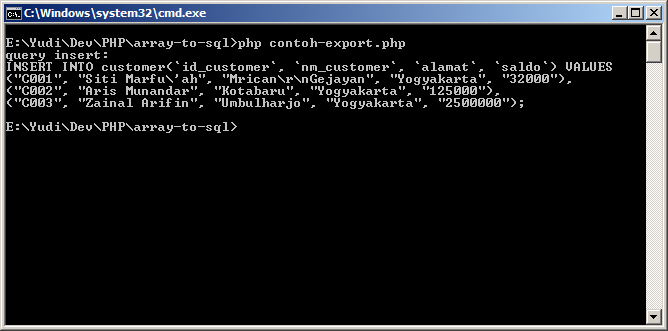 C:\Windows\system32\cmd.exe
E:\Yudi\Dev\PHP\array-to-sql>php contoh-export.php
query insert:
INSERT INTO customer(`id_customer`, `nm_customer`, `alamat`, `saldo`) VALUES
("C001", "Siti Marfu\'ah", "Mrican\r\nGejayan", "Yogyakarta", "32000"),
("C002", "Aris Munandar", "Kotabaru", "Yogyakarta", "125000"),
("C003", "Zainal Arifin", "Umbulharjo", "Yogyakarta", "2500000");
E:\Yudi\Dev\PHP\array-to-sql>